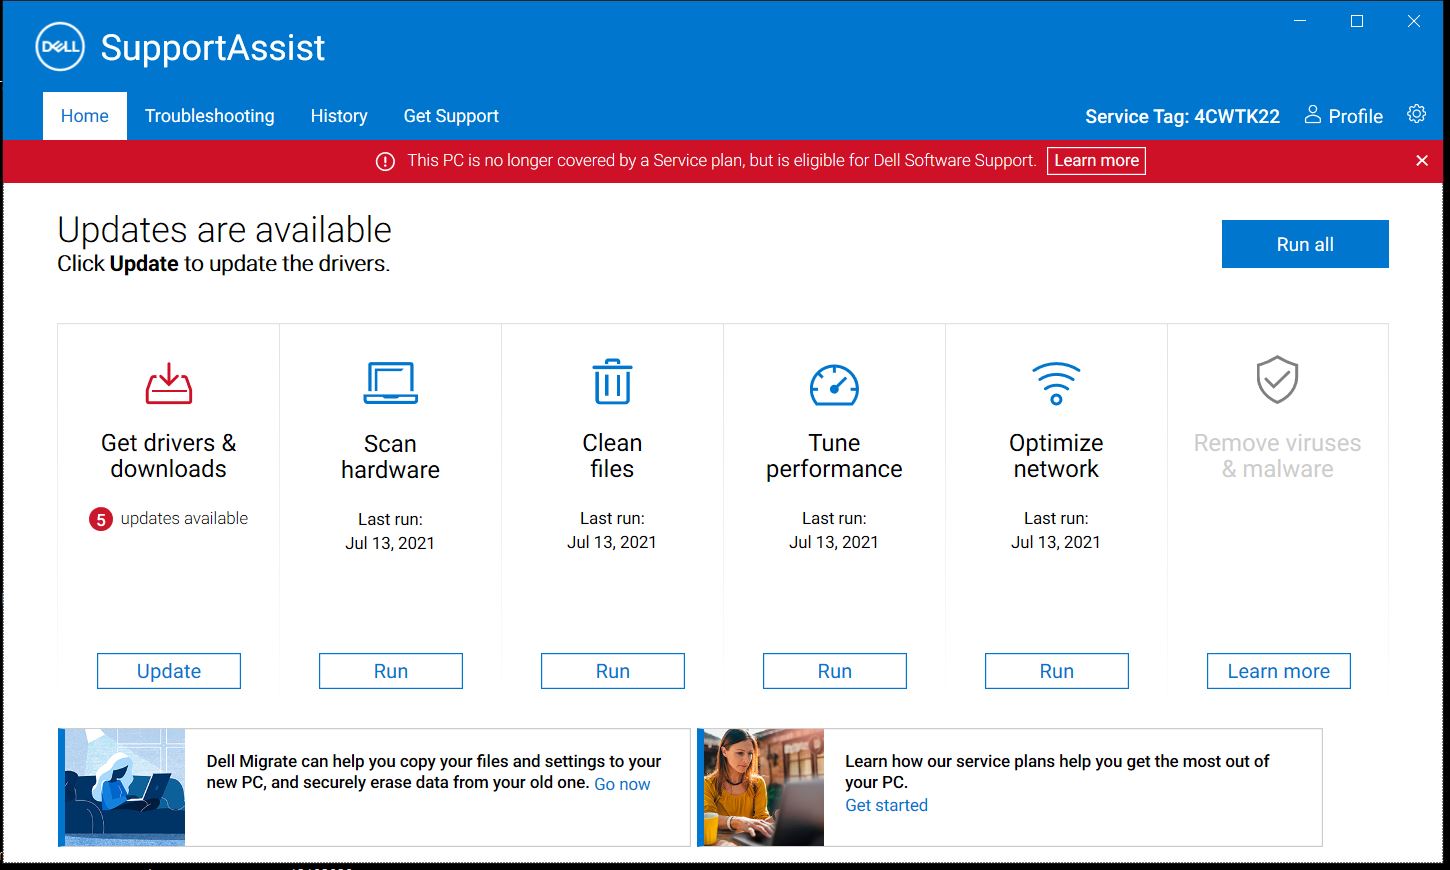 DELL
SupportAssist
Home
Troubleshooting
History
Get Support
Service Tag: 4CWTK22
Profile
This PC is no longer covered by a Service plan, but is eligible for Dell Software Support.
Learn more
Updates are available
Click Update to update the drivers.
Run all
Get drivers &
downloads
5 updates available
Update
Scan
hardware
Last run:
Jul 13, 2021
Run
Clean
files
Last run:
Jul 13, 2021
Run
Tune
performance
Last run:
Jul 13, 2021
Run
Optimize
network
Last run:
Jul 13, 2021
Run
Remove viruses
& malware
Learn more
Dell Migrate can help you copy your files and settings to your
new PC, and securely erase data from your old one. Go now
Learn how our service plans help you get the most out of
your PC.
Get started